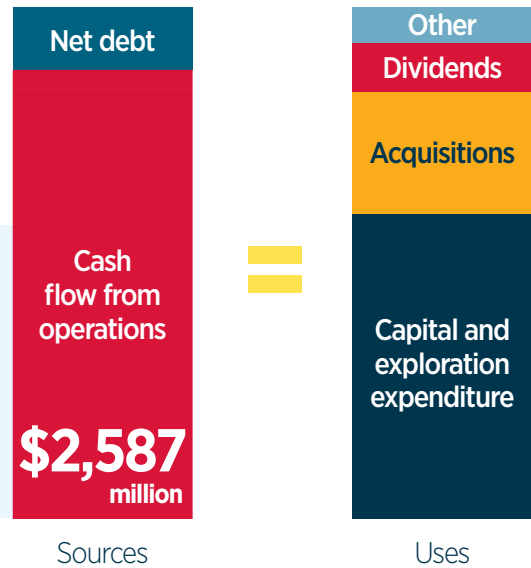 Net debt
Cash
flow from
operations
$2,587
million
Sources
=
Other
Dividends
Acquisitions
Capital and
exploration
expenditure
Uses